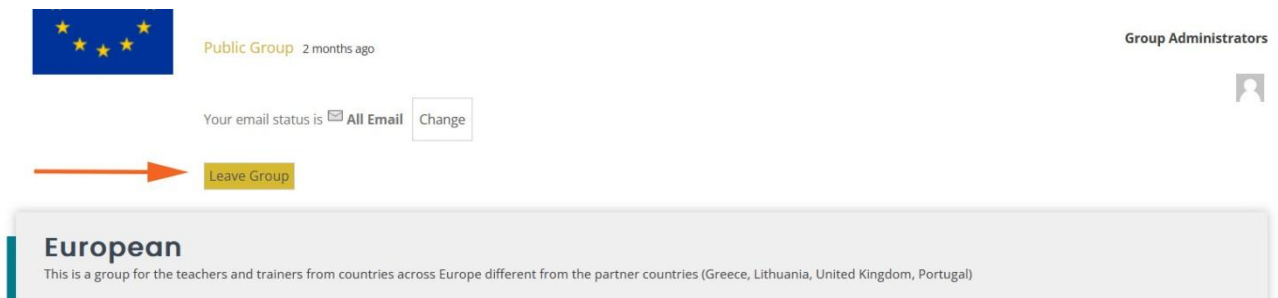 Public Group 2 months ago
Group Administrators
Your email status is All Email Change
Leave Group
European
This is a group for the teachers and trainers from countries across Europe different from the partner countries (Greece, Lithuania, United Kingdom, Portugal)